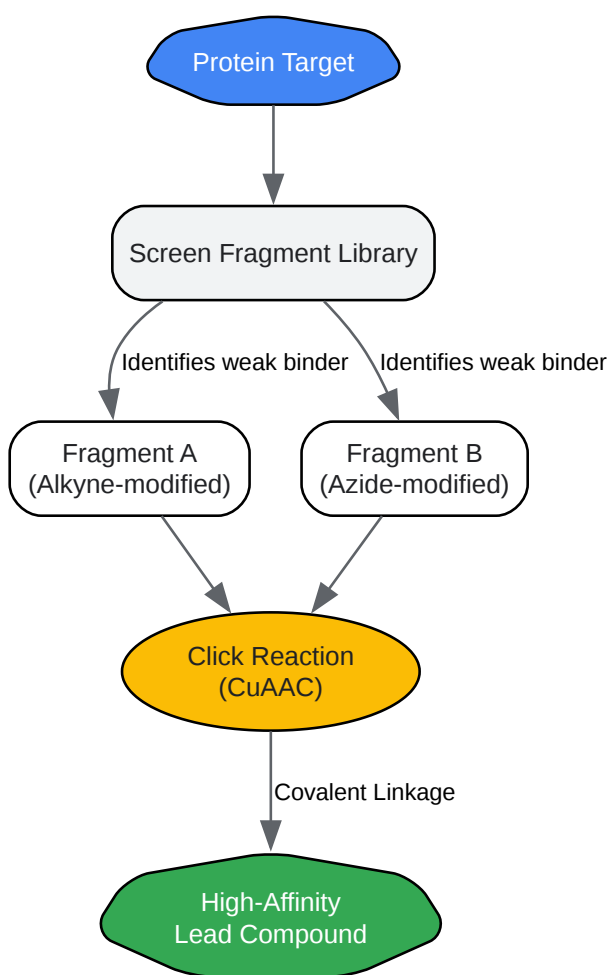 Protein Target
Screen Fragment Library
Identifies weak binder
Identifies weak binder
Fragment A
(Alkyne-modified)
Fragment B
(Azide-modified)
Click Reaction
(CuAAC)
Covalent Linkage
High-Affinity
Lead Compound